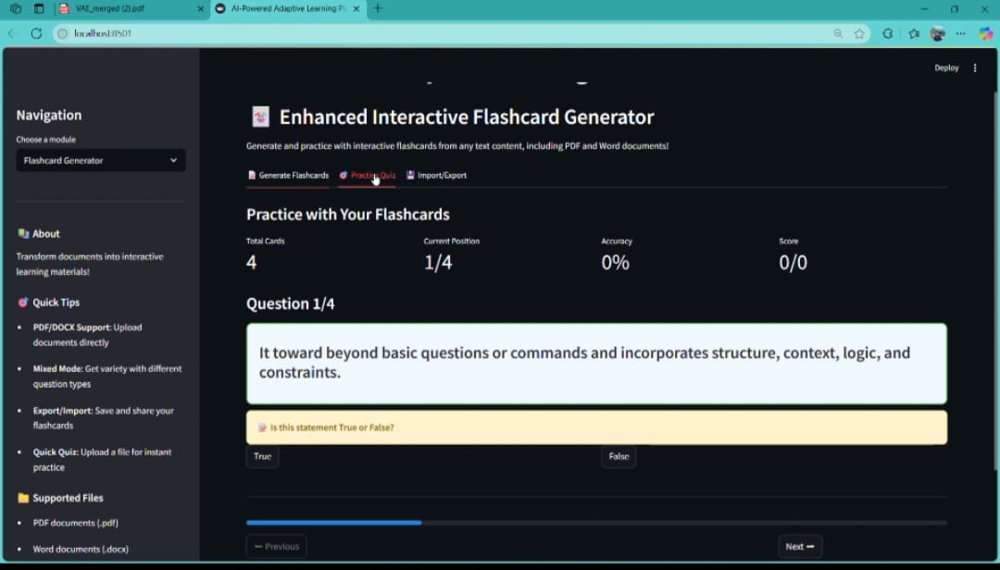 VAE_merged (2).pdf
AI-Powered Adaptive Learning Pl
localhost:8501
Deploy
Navigation
Choose a module
Flashcard Generator
About
Transform documents into interactive
learning materials!
Quick Tips
PDF/DOCX Support: Upload
documents directly
Mixed Mode: Get variety with different
question types
Export/Import: Save and share your
flashcards
Quick Quiz: Upload a file for instant
practice
Supported Files
PDF documents (.pdf)
Word documents (.docx)
Enhanced Interactive Flashcard Generator
Generate and practice with interactive flashcards from any text content, including PDF and Word documents!
Generate Flashcards Practice Quiz Import/Export
Practice with Your Flashcards
Total Cards Current Position Accuracy Score
4 1/4 0% 0/0
Question 1/4
It toward beyond basic questions or commands and incorporates structure, context, logic, and
constraints.
Is this statement True or False?
True False
Previous Next